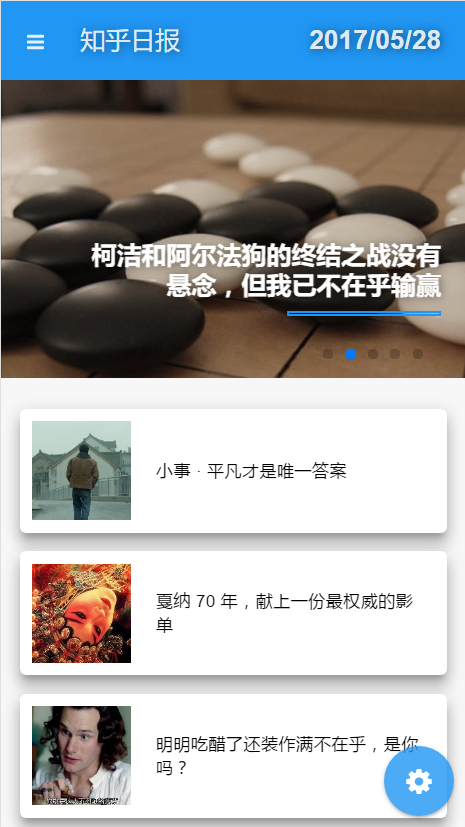 知乎日报
2017/05/28
柯洁和阿尔法狗的终结之战没有
悬念，但我已不在乎输赢
小事 · 平凡才是唯一答案
戛纳 70 年，献上一份最权威的影
单
明明吃醋了还装作满不在乎，是你
吗？